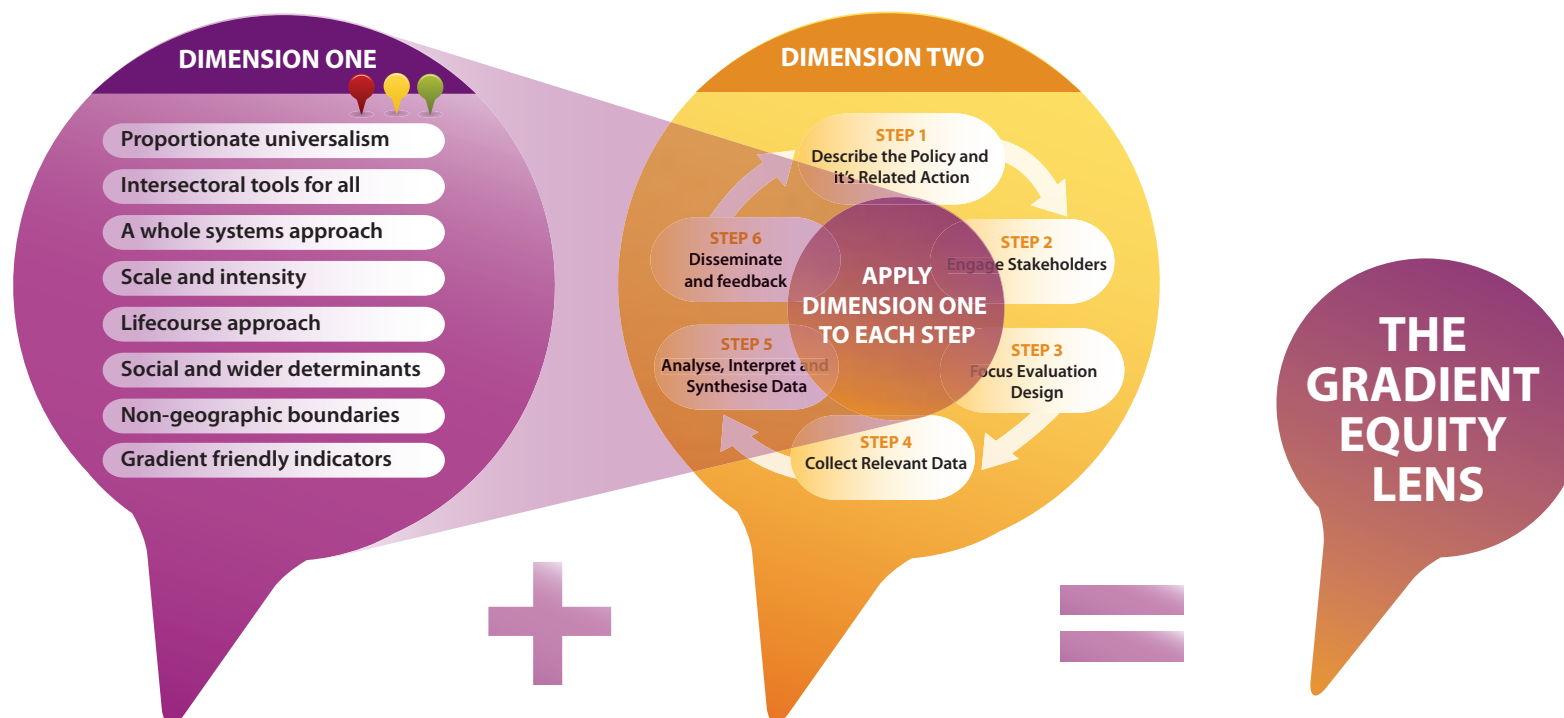 DIMENSION ONE
Proportionate universalism
Intersectoral tools for all
A whole systems approach
Scale and intensity
Lifecourse approach
Social and wider determinants
Non-geographic boundaries
Gradient friendly indicators
DIMENSION TWO
STEP 1
Describe the Policy and
it's Related Action
STEP 2
Engage Stakeholders
STEP 3
Focus Evaluation
Design
STEP 4
Collect Relevant Data
STEP 5
Analyse, Interpret and
Synthesise Data
STEP 6
Disseminate
and feedback
APPLY
DIMENSION ONE
TO EACH STEP
THE
GRADIENT
EQUITY
LENS